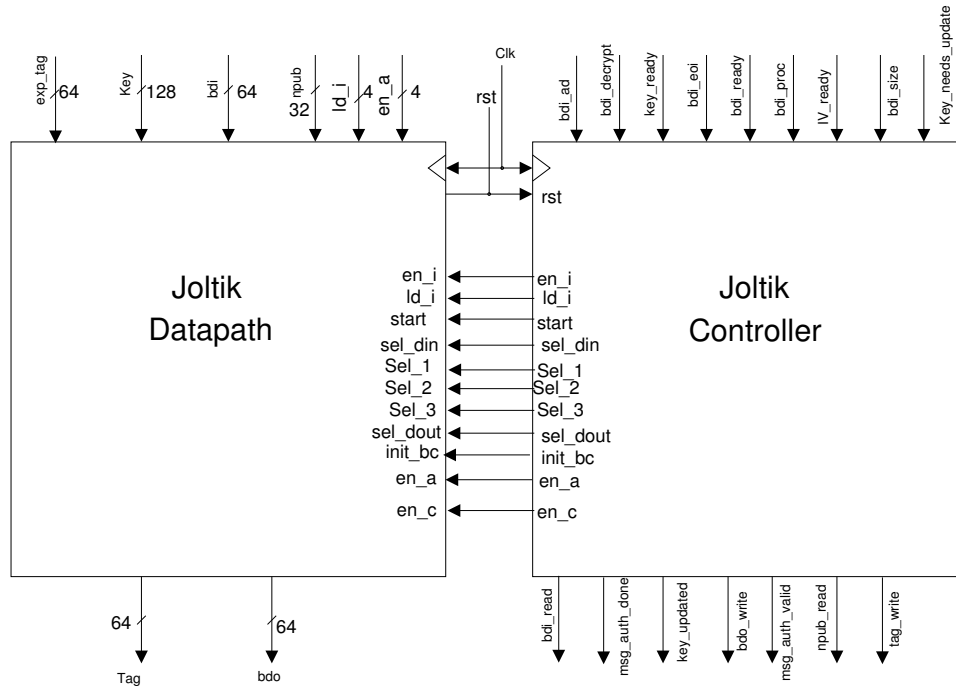 exp_tag
64
Key
128
bdi
64
npub
32
ld_i
4
en_a
4
Clk
rst
bdi_ad
bdi_decrypt
key_ready
bdi_eoi
bdi_ready
bdi_proc
IV_ready
bdi_size
Key_needs_update
rst
Joltik
Datapath
Joltik
Controller
en_i
en_i
ld_i
ld_i
start
start
sel_din
sel_din
Sel_1
Sel_1
Sel_2
Sel_2
Sel_3
Sel_3
sel_dout
sel_dout
init_bc
init_bc
en_a
en_a
en_c
en_c
64
Tag
64
bdo
bdi_read
msg_auth_done
key_updated
bdo_write
msg_auth_valid
npub_read
tag_write